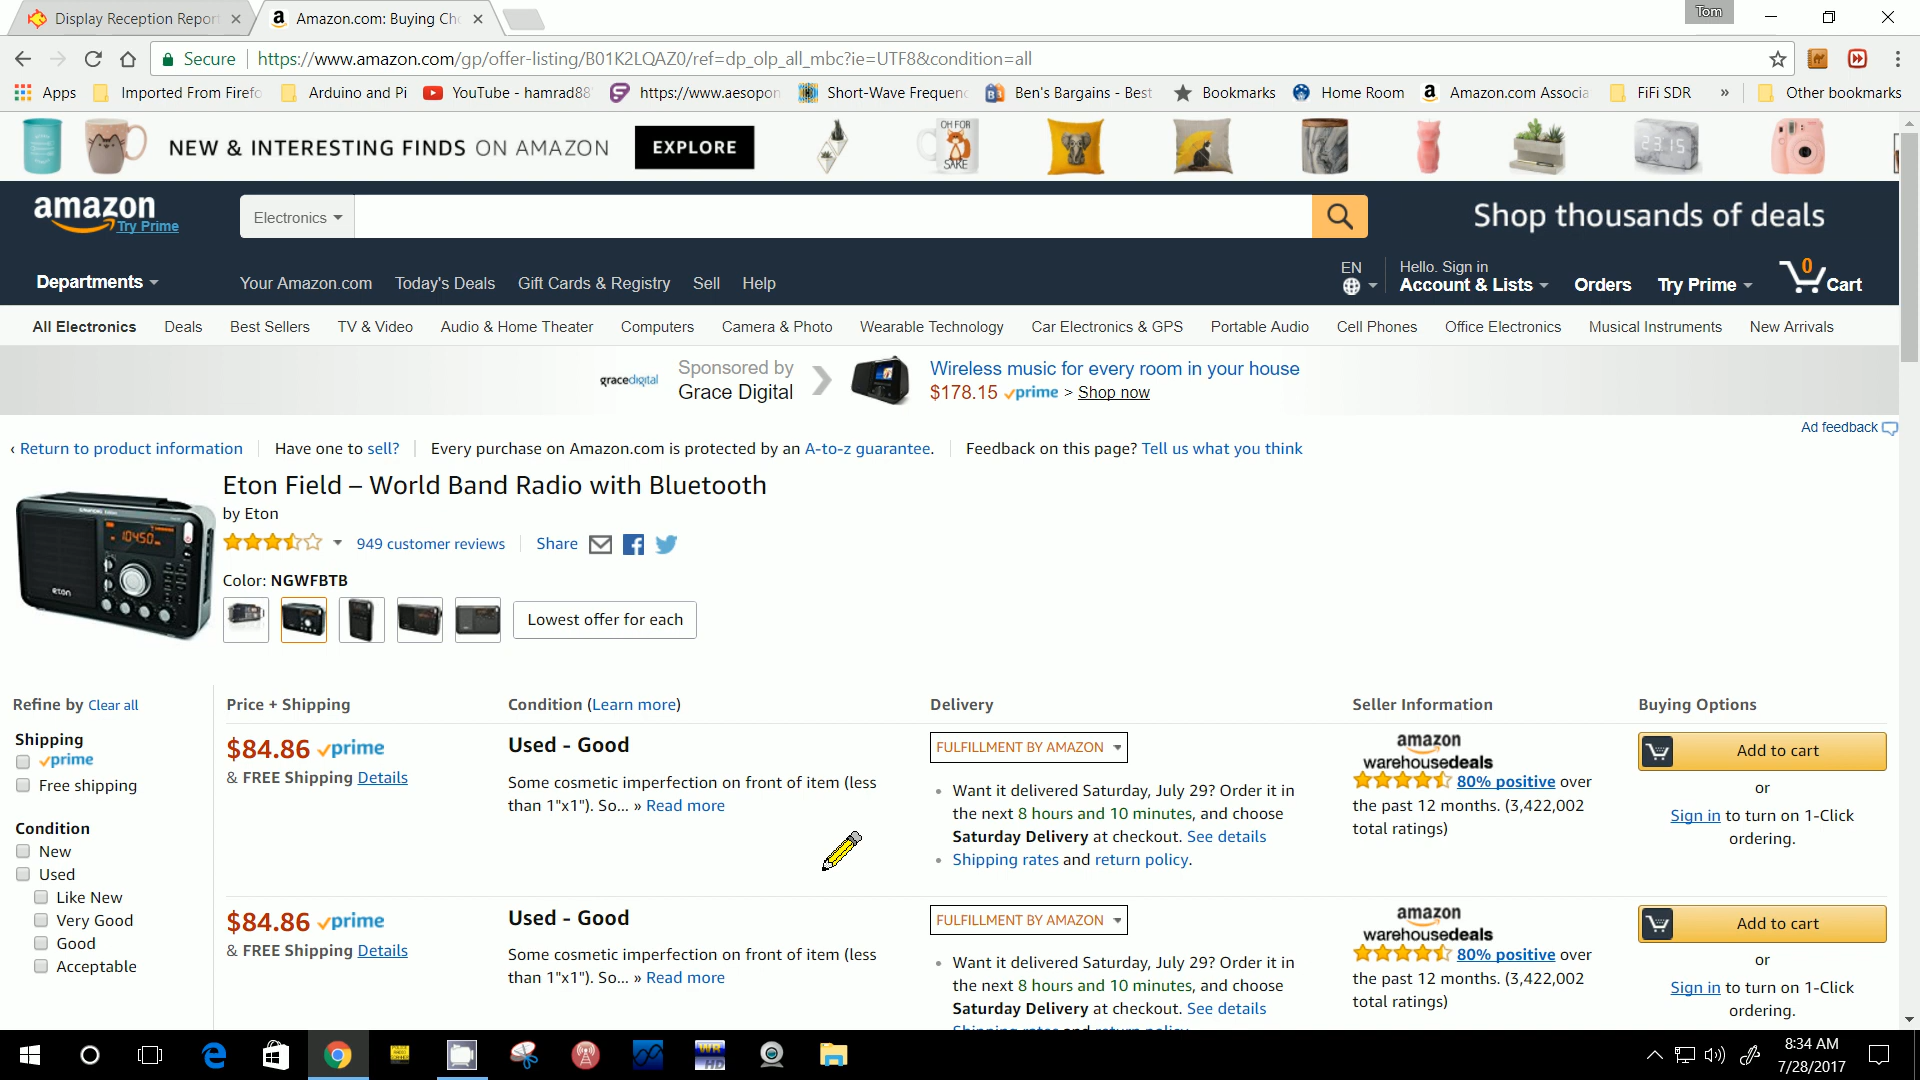 Display Reception Report
Amazon.com: Buying Ch
Tom
Secure
https://www.amazon.com/gp/offer-listing/B01K2LQAZ0/ref=dp_olp_all_mbc?ie=UTF8&condition=all
Apps
Imported From Firefo
Arduino and Pi
YouTube - hamrad88
https://www.aesopon
Short-Wave Frequenc
Ben's Bargains - Best
Bookmarks
Home Room
Amazon.com Associa
FiFi SDR
»
Other bookmarks
NEW & INTERESTING FINDS ON AMAZON
EXPLORE
OH FOR
SAKE
23:15
amazon
Try Prime
Electronics
Shop thousands of deals
Departments
Your Amazon.com
Today's Deals
Gift Cards & Registry
Sell
Help
EN
Hello. Sign in
Account & Lists
Orders
Try Prime
0
Cart
All Electronics
Deals
Best Sellers
TV & Video
Audio & Home Theater
Computers
Camera & Photo
Wearable Technology
Car Electronics & GPS
Portable Audio
Cell Phones
Office Electronics
Musical Instruments
New Arrivals
gracedigital
Sponsored by
Grace Digital
Wireless music for every room in your house
$178.15 prime > Shop now
Ad feedback
‹ Return to product information
Have one to sell?
Every purchase on Amazon.com is protected by an A-to-z guarantee.
Feedback on this page? Tell us what you think
10450
eTon
Eton Field – World Band Radio with Bluetooth
by Eton
949 customer reviews
Share
Color: NGWFBTB
Lowest offer for each
Refine by Clear all
Shipping
prime
Free shipping
Condition
New
Used
Like New
Very Good
Good
Acceptable
Price + Shipping
Condition (Learn more)
Delivery
Seller Information
Buying Options
$84.86 prime
& FREE Shipping Details
Used - Good
Some cosmetic imperfection on front of item (less
than 1"x1"). So... » Read more
FULFILLMENT BY AMAZON
• Want it delivered Saturday, July 29? Order it in
the next 8 hours and 10 minutes, and choose
Saturday Delivery at checkout. See details
• Shipping rates and return policy.
amazon
warehousedeals
80% positive over
the past 12 months. (3,422,002
total ratings)
Add to cart
or
Sign in to turn on 1-Click
ordering.
$84.86 prime
& FREE Shipping Details
Used - Good
Some cosmetic imperfection on front of item (less
than 1"x1"). So... » Read more
FULFILLMENT BY AMAZON
• Want it delivered Saturday, July 29? Order it in
the next 8 hours and 10 minutes, and choose
Saturday Delivery at checkout. See details
Shipping rates and return policy.
amazon
warehousedeals
80% positive over
the past 12 months. (3,422,002
total ratings)
Add to cart
or
Sign in to turn on 1-Click
ordering.
WR
HD
8:34 AM
7/28/2017